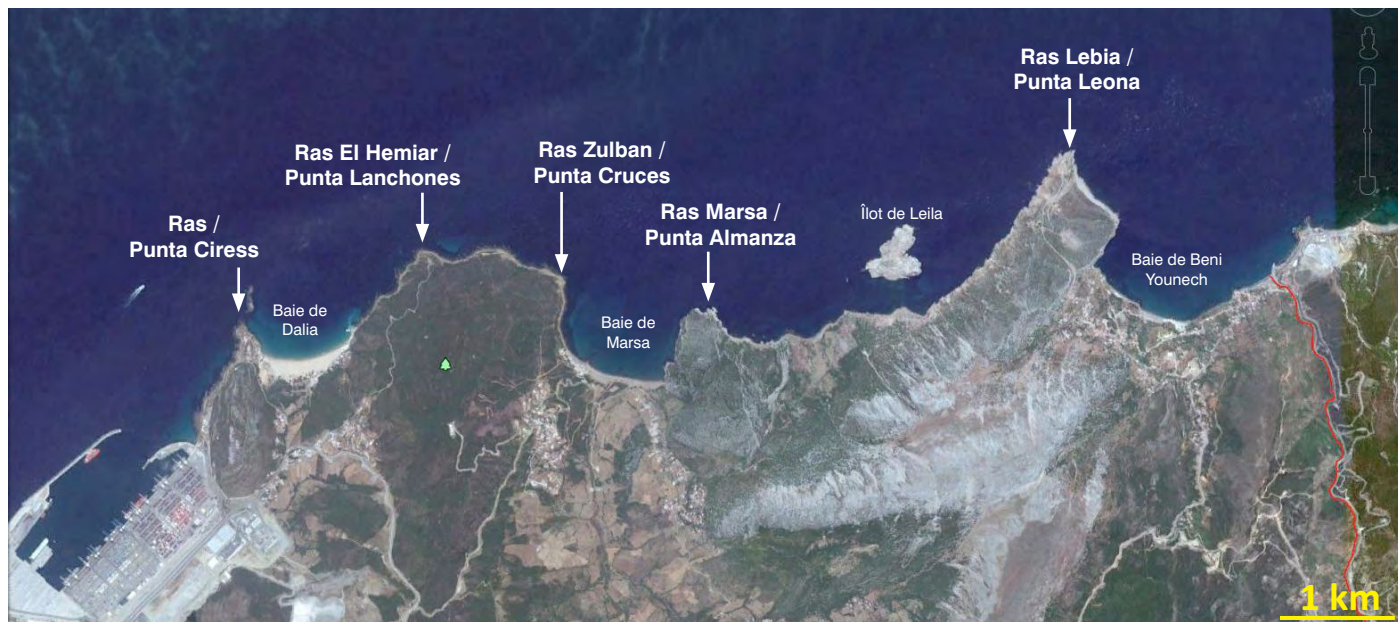 Ras Lebia /
Punta Leona
Ras El Hemiar /
Punta Lanchones
Ras Zulban /
Punta Cruces
Ras Marsa /
Punta Almanza
Îlot de Leila
Ras /
Punta Ciress
Baie de Beni
Younech
Baie de
Dalia
Baie de
Marsa
1 km